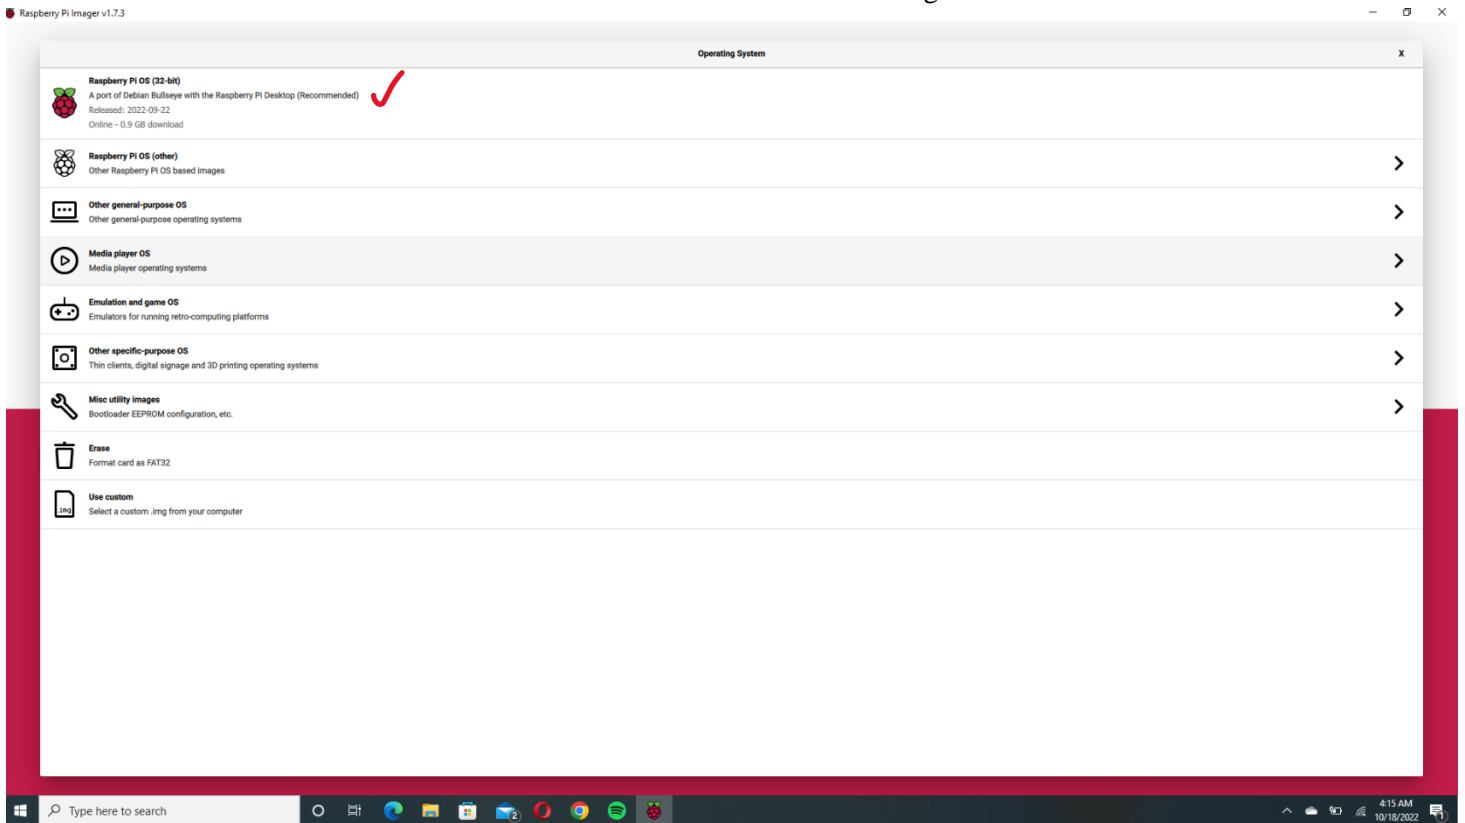 Raspberry Pi Imager v1.7.3
Operating System
X
Raspberry Pi OS (32-bit)
A port of Debian Bullseye with the Raspberry Pi Desktop (Recommended)
Released: 2022-09-22
Online - 0.9 GB download
Raspberry Pi OS (other)
Other Raspberry Pi OS based images
Other general-purpose OS
Other general-purpose operating systems
Media player OS
Media player operating systems
Emulation and game OS
Emulators for running retro-computing platforms
Other specific-purpose OS
Thin clients, digital signage and 3D printing operating systems
Misc utility images
Bootloader EEPROM configuration, etc.
Erase
Format card as FAT32
.img
Use custom
Select a custom .img from your computer
Type here to search
2
4:15 AM
10/18/2022
1